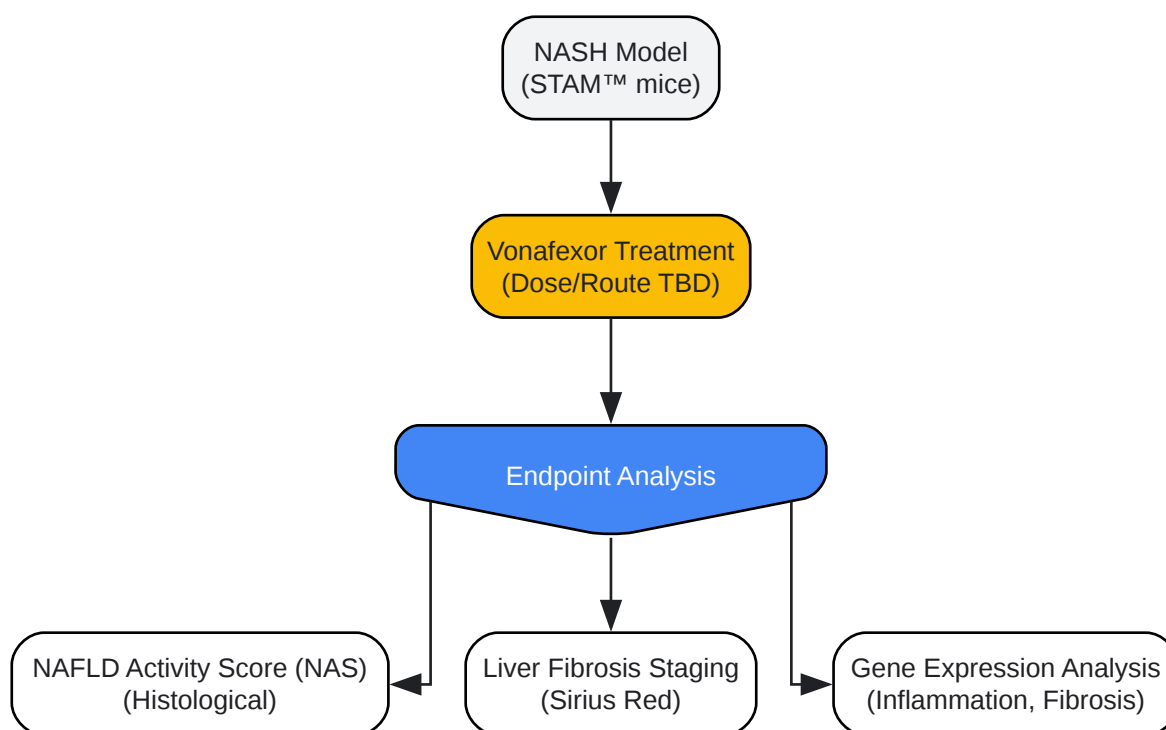 NASH Model
(STAM™ mice)
Vonafexor Treatment
(Dose/Route TBD)
Endpoint Analysis
NAFLD Activity Score (NAS)
(Histological)
Liver Fibrosis Staging
(Sirius Red)
Gene Expression Analysis
(Inflammation, Fibrosis)